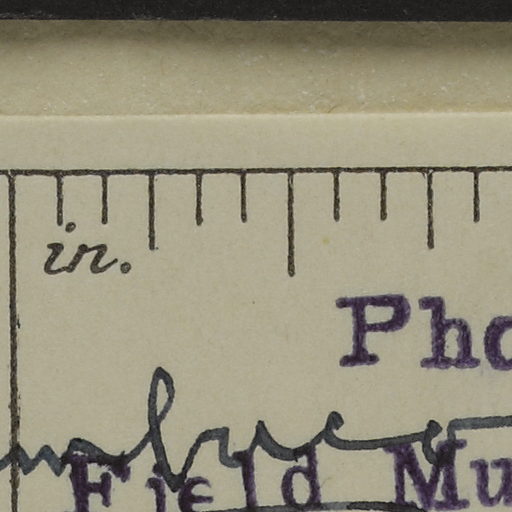 in.
Pho
Field Mu